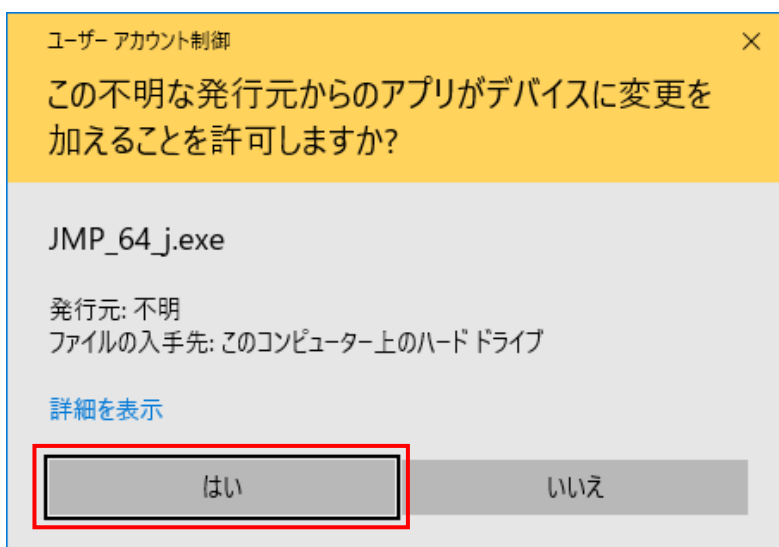 ユーザー アカウント制御
この不明な発行元からのアプリがデバイスに変更を
加えることを許可しますか?
JMP_64_j.exe
発行元: 不明
ファイルの入手先: このコンピューター上のハード ドライブ
詳細を表示
はい
いいえ